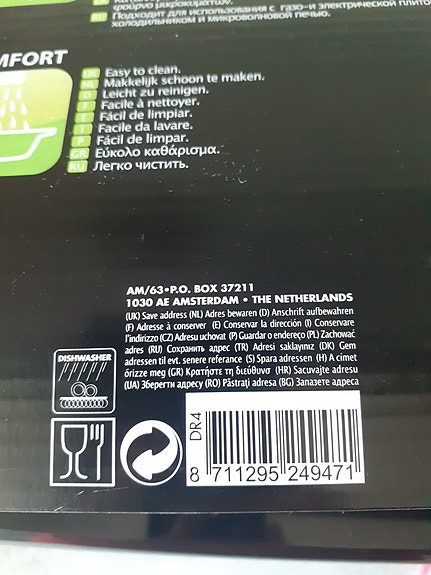 фурно микроклиматик.
RU Подходит для использования с газо-и электрической плитой
холодильником и микроволновой печью.
MFORT
UK Easy to clean.
NL Makkelijk schoon te maken.
D Leicht zu reinigen.
F Facile à nettoyer.
E Fácil de limpiar.
I Facile da lavare.
P Fácil de limpar.
GR Εύκολο καθάρισμα.
RU Легко чистить.
AM/63•P.O. BOX 37211
1030 AE AMSTERDAM • THE NETHERLANDS
(UK) Save address (NL) Adres bewaren (D) Anschrift aufbewahren
(F) Adresse à conserver (E) Conservar la dirección (I) Conservare
l'indirizzo (CZ) Adresu uchovat (P) Guardar o endereço (PL) Zachować
adres (RU) Сохранить адрес (TR) Adresi saklayınız (DK) Gem
adressen til evt. senere referance (S) Spara adressen (H) A címet
őrizze meg (GR) Κρατήστε τη διεύθυνσ (HR) Sacuvajte adresu
(UA) Зберегти адресу (RO) Păstraţi adresa (BG) Запазете адреса
DISHWASHER
DR4
8 711295 249471